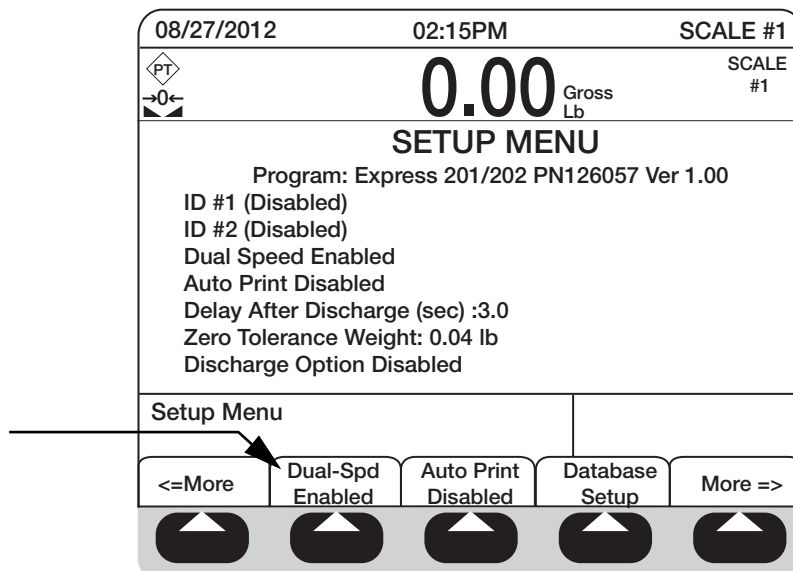 08/27/2012 02:15PM SCALE #1
PT
→0←
0.00 Gross Lb
SCALE #1
SETUP MENU
Program: Express 201/202 PN126057 Ver 1.00
ID #1 (Disabled)
ID #2 (Disabled)
Dual Speed Enabled
Auto Print Disabled
Delay After Discharge (sec) :3.0
Zero Tolerance Weight: 0.04 lb
Discharge Option Disabled
Setup Menu
<=More
Dual-Spd
Enabled
Auto Print
Disabled
Database
Setup
More =>